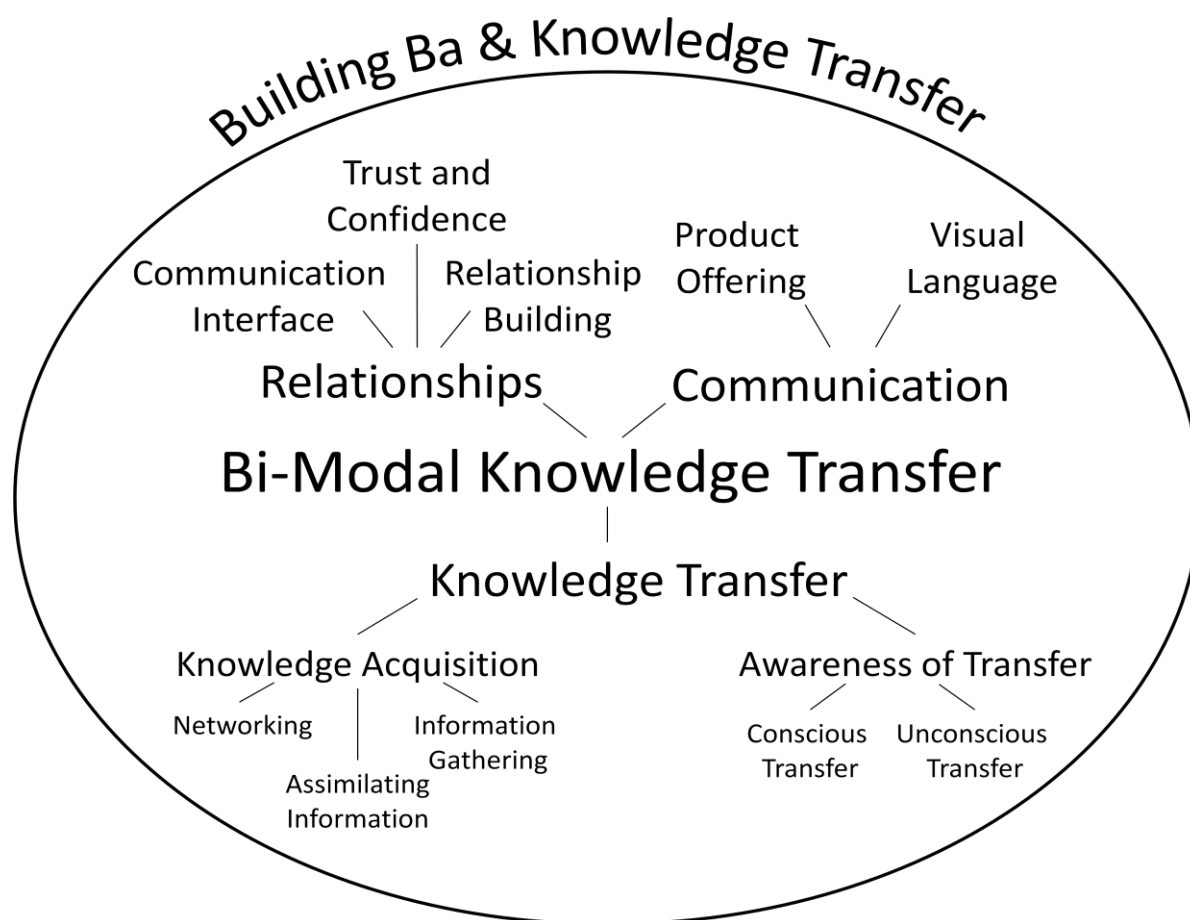 Building Ba & Knowledge Transfer
Trust and
Confidence
Communication
Interface
Relationship
Building
Product
Offering
Visual
Language
Relationships
Communication
Bi-Modal Knowledge Transfer
Knowledge Transfer
Knowledge Acquisition
Awareness of Transfer
Networking
Assimilating
Information
Information
Gathering
Conscious
Transfer
Unconscious
Transfer